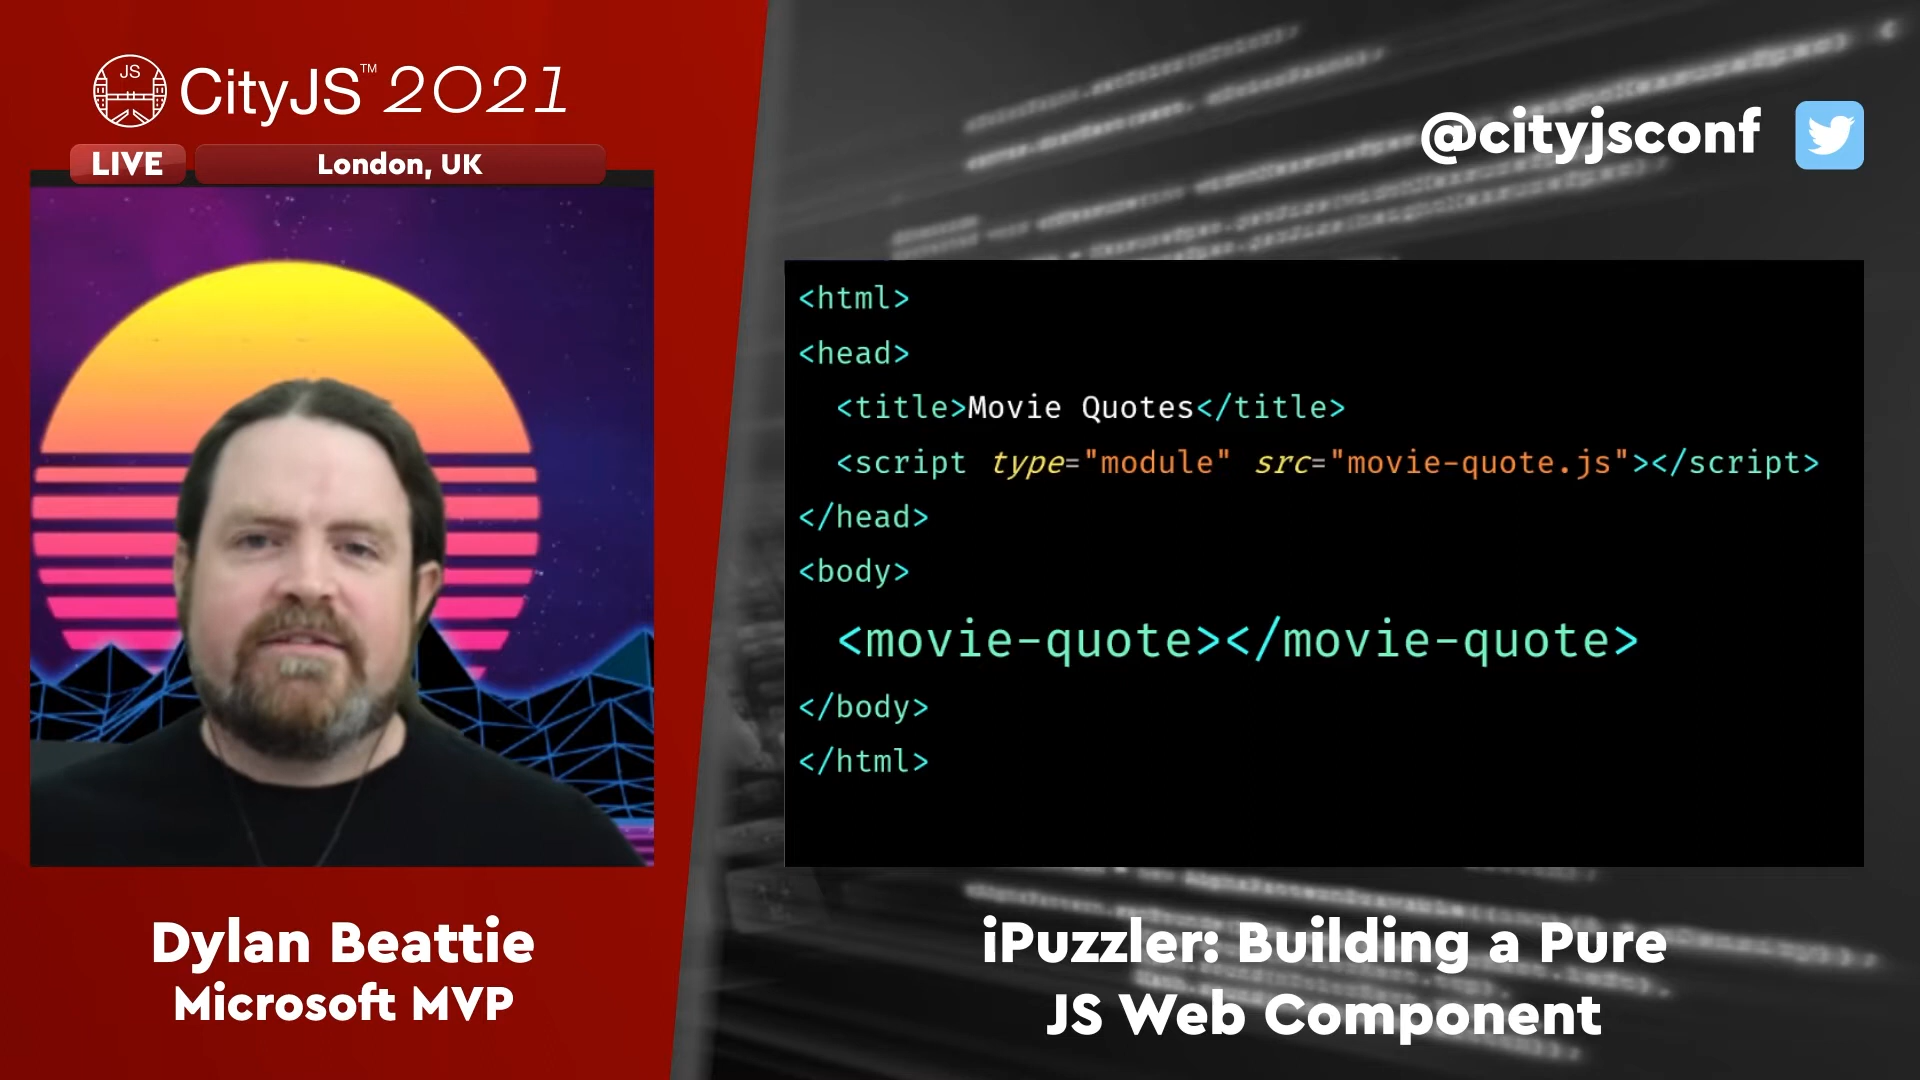 JS
CityJS™ 2021
LIVE
London, UK
@cityjsconf
<html>
<head>
<title>Movie Quotes</title>
<script type="module" src="movie-quote.js"></script>
</head>
<body>
<movie-quote></movie-quote>
</body>
</html>
Dylan Beattie
Microsoft MVP
iPuzzler: Building a Pure
JS Web Component